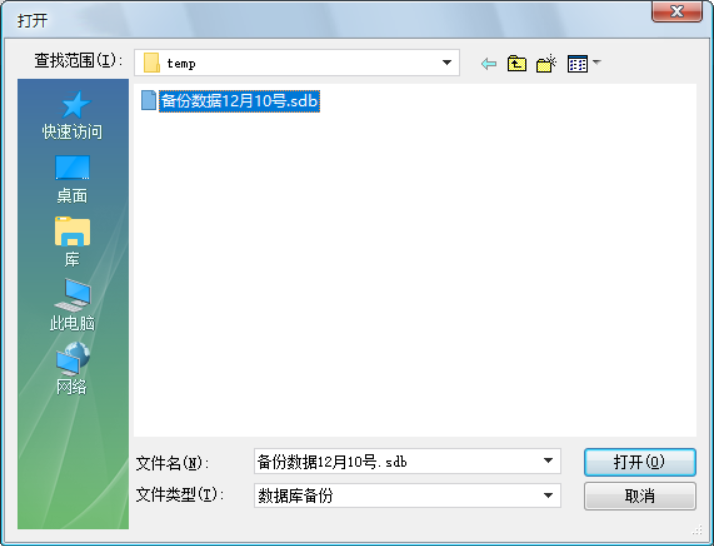 打开
查找范围(I):
temp
备份数据12月10号.sdb
快速访问
桌面
库
此电脑
网络
文件名(N):
备份数据12月10号.sdb
打开(O)
文件类型(T):
数据库备份
取消